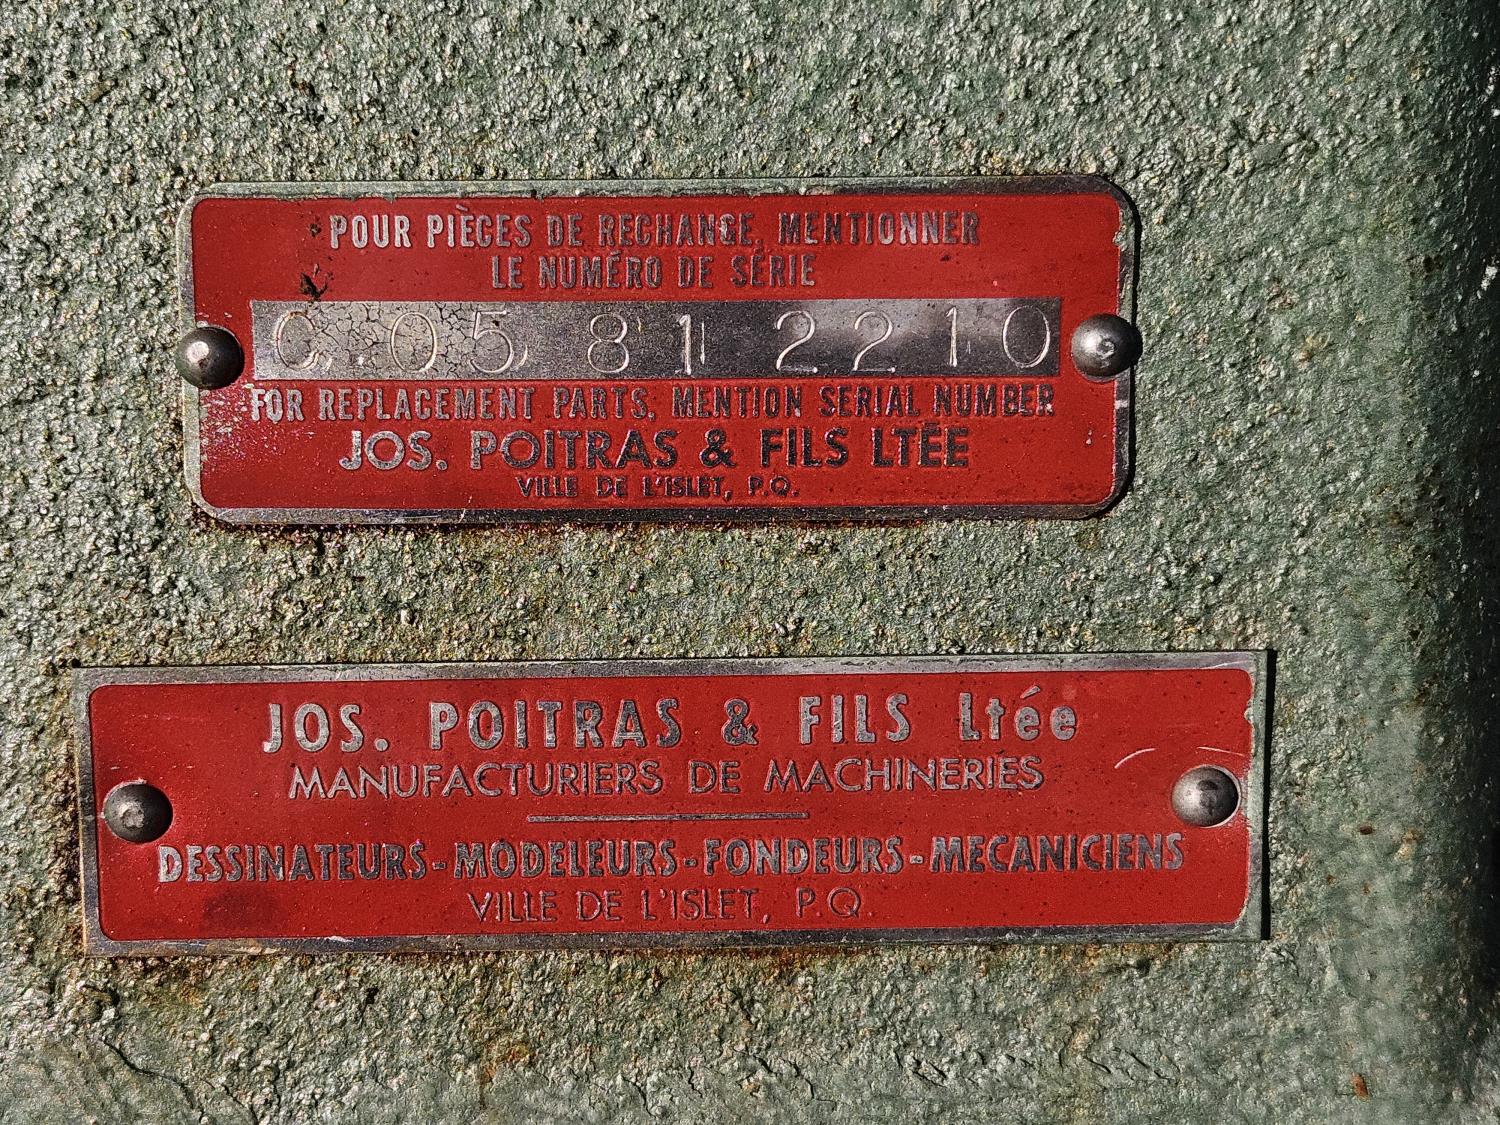 POUR PIÈCES DE RECHANGE, MENTIONNER
LE NUMÉRO DE SÉRIE
C 05 81 22 10
FOR REPLACEMENT PARTS, MENTION SERIAL NUMBER
JOS. POITRAS & FILS LTÉE
VILLE DE L'ISLET, P.Q.
JOS. POITRAS & FILS Ltée
MANUFACTURIERS DE MACHINERIES
DESSINATEURS-MODELEURS-FONDEURS-MECANICIENS
VILLE DE L'ISLET, P.Q.